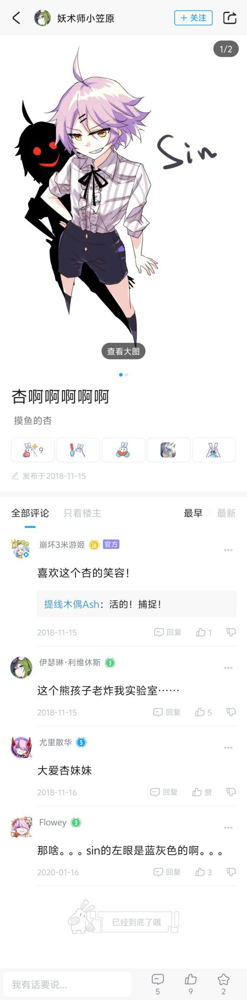 妖术师小笠原
+ 关注
1/2
Sin
查看大图
杏啊啊啊啊啊
摸鱼的杏
9
发布于2018-11-15
全部评论
只看楼主
最早
最新
崩坏3米游姬 16 官方
喜欢这个杏的笑容！
提线木偶Ash：活的！捕捉！
2018-11-15 回复 1
伊瑟琳·利维休斯 3
这个熊孩子老炸我实验室……
2018-11-15 回复 5
尤里散华 5
大爱杏妹妹
2018-11-16 回复 赞
Flowey 3
那啥。。。sin的左眼是蓝灰色的啊。。。
2020-01-16 回复 3
已经到底了哦
我有话要说...
5 9 2